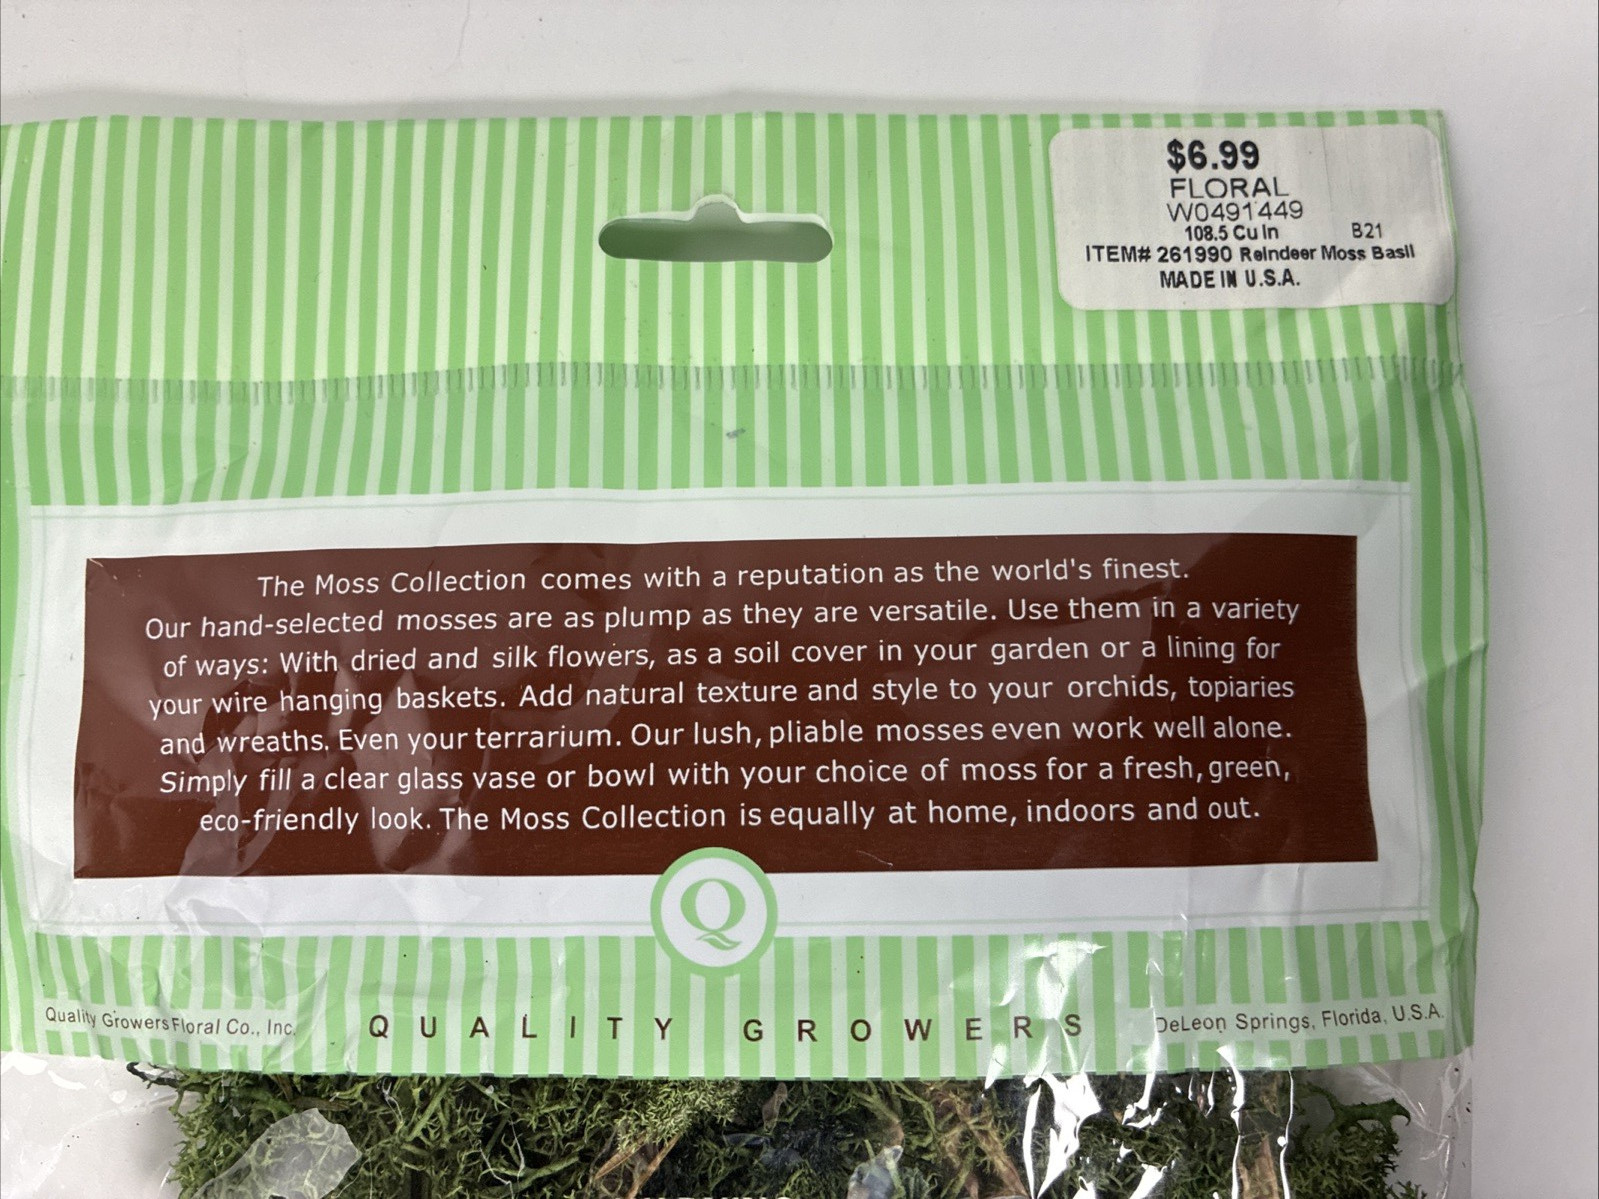 $6.99
FLORAL
W0491449
108.5 Cu In B21
ITEM# 261990 Reindeer Moss Basil
MADE IN U.S.A.
The Moss Collection comes with a reputation as the world's finest.
Our hand-selected mosses are as plump as they are versatile. Use them in a variety
of ways: With dried and silk flowers, as a soil cover in your garden or a lining for
your wire hanging baskets. Add natural texture and style to your orchids, topiaries
and wreaths. Even your terrarium. Our lush, pliable mosses even work well alone.
Simply fill a clear glass vase or bowl with your choice of moss for a fresh, green,
eco-friendly look. The Moss Collection is equally at home, indoors and out.
Q
Quality Growers Floral Co., Inc. QUALITY GROWERS DeLeon Springs, Florida, U.S.A.